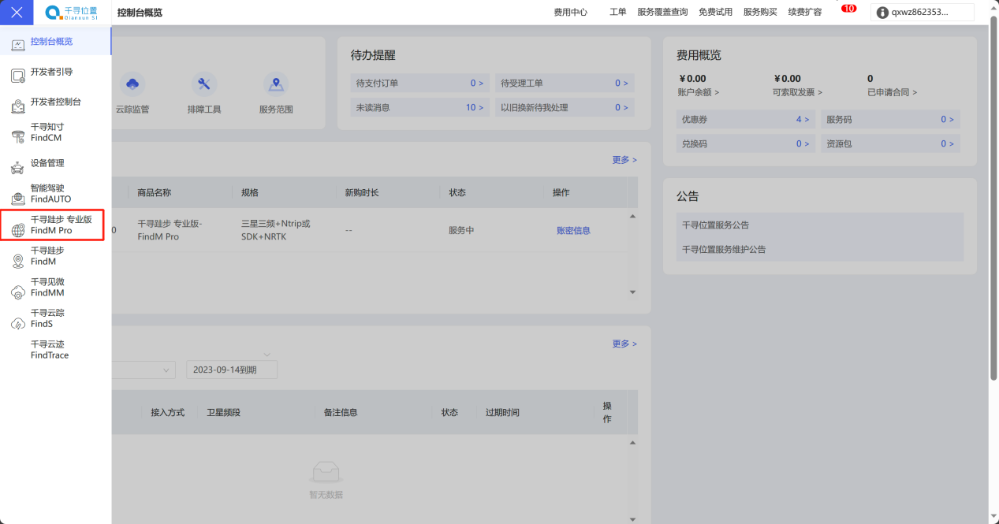 千寻位置
Qianxun SI
控制台概览
费用中心
工单
服务覆盖查询
免费试用
服务购买
续费扩容
10
qxwz862353...
控制台概览
开发者引导
开发者控制台
千寻知寸
FindCM
设备管理
智能驾驶
FindAUTO
千寻跬步 专业版
FindM Pro
千寻跬步
FindM
千寻见微
FindMM
千寻云踪
FindS
千寻云迹
FindTrace
云踪监管
排障工具
服务范围
待办提醒
待支付订单 0 >
待受理工单 0 >
未读消息 10 >
以旧换新待我处理 0 >
费用概览
¥0.00
账户余额 >
¥0.00
可索取发票 >
0
已申请合同 >
优惠券 4 >
服务码 0 >
兑换码 0 >
资源包 0 >
公告
千寻位置服务公告
千寻位置服务维护公告
更多 >
商品名称
规格
新购时长
状态
操作
0
千寻跬步 专业版-
FindM Pro
三星三频+Ntrip或
SDK+NRTK
--
服务中
账密信息
更多 >
2023-09-14到期
接入方式
卫星频段
备注信息
状态
过期时间
操
作
暂无数据